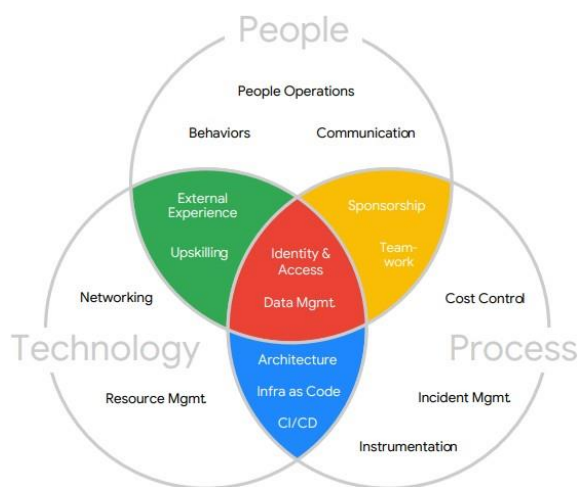 People
People Operations
Behaviors
Communication
External
Experience
Sponsorship
Upskilling
Team-
work
Identity &
Access
Networking
Data Mgmt.
Cost Control
Technology
Process
Architecture
Resource Mgmt.
Infra as Code
Incident Mgmt.
CI/CD
Instrumentation